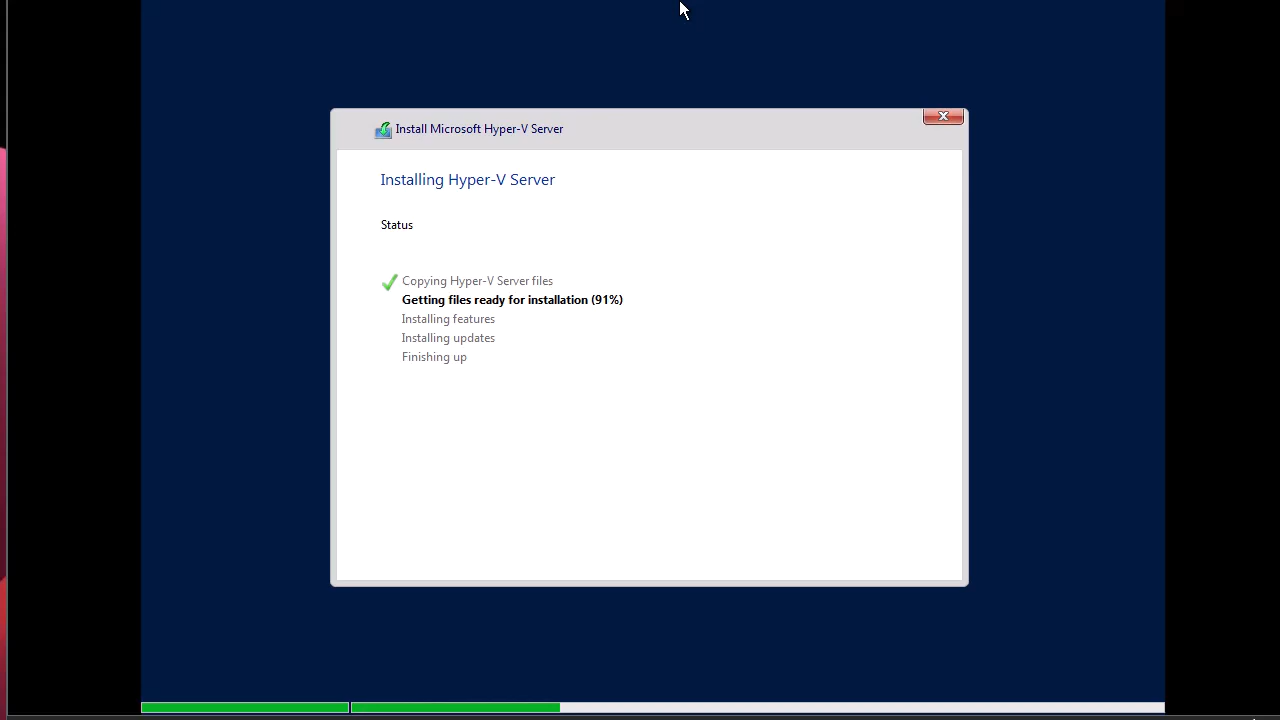 Install Microsoft Hyper-V Server
Installing Hyper-V Server
Status
Copying Hyper-V Server files
Getting files ready for installation (91%)
Installing features
Installing updates
Finishing up